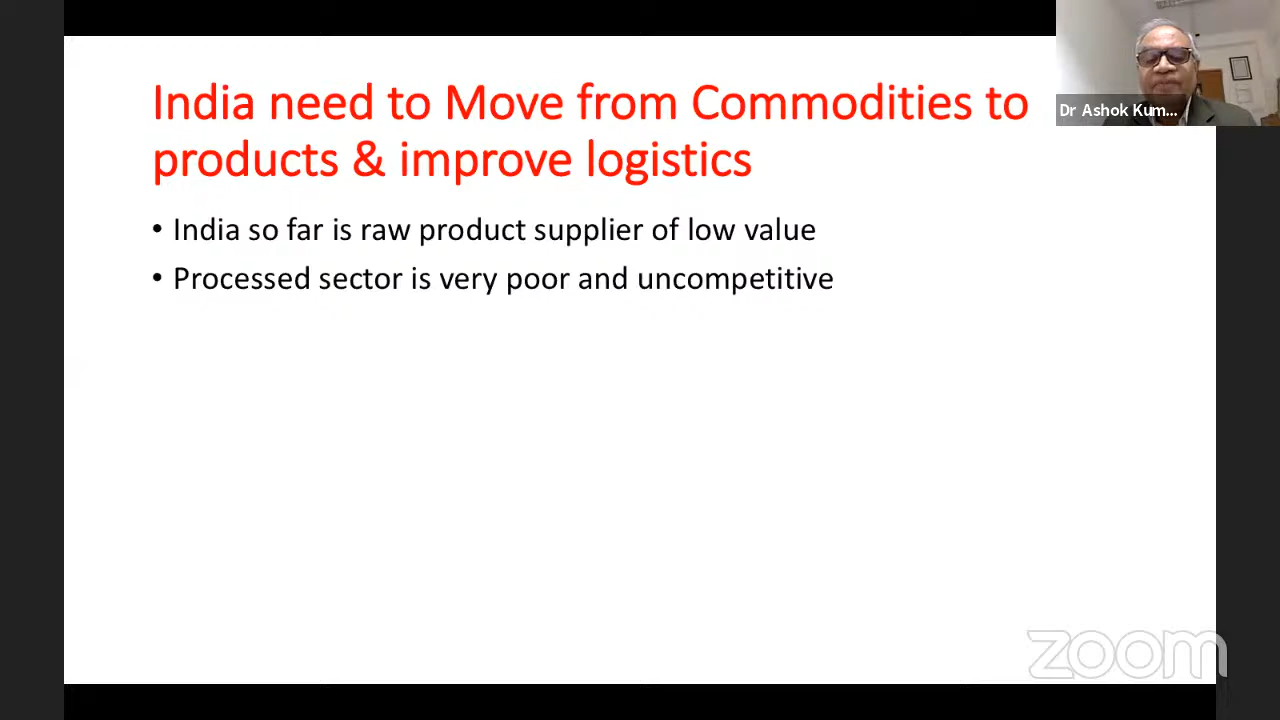 India need to Move from Commodities to
products & improve logistics
• India so far is raw product supplier of low value
• Processed sector is very poor and uncompetitive
Dr Ashok Kum...
zoom